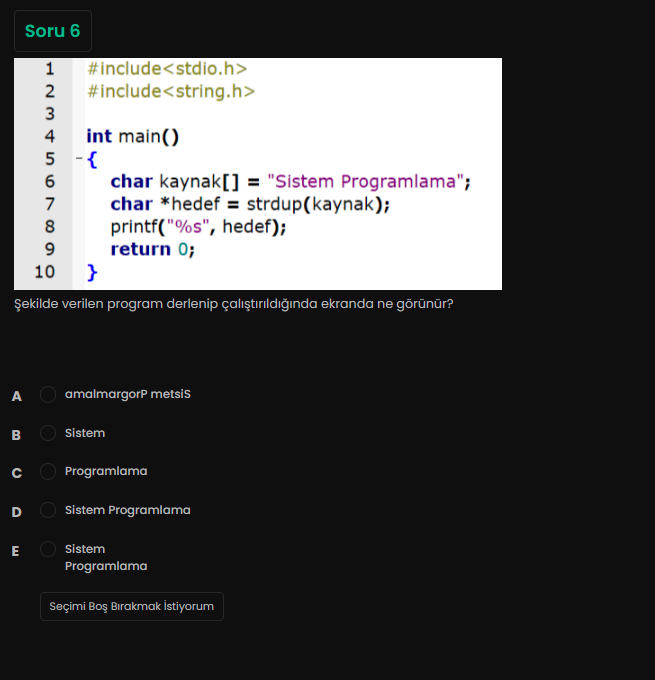 Soru 6
1 #include<stdio.h>
2 #include<string.h>
3
4 int main()
5 {
6 char kaynak[] = "Sistem Programlama";
7 char *hedef = strdup(kaynak);
8 printf("%s", hedef);
9 return 0;
10 }
Şekilde verilen program derlenip çalıştırıldığında ekranda ne görünür?
A amalmargorP metsiS
B Sistem
C Programlama
D Sistem Programlama
E Sistem
Programlama
Seçimi Boş Bırakmak İstiyorum